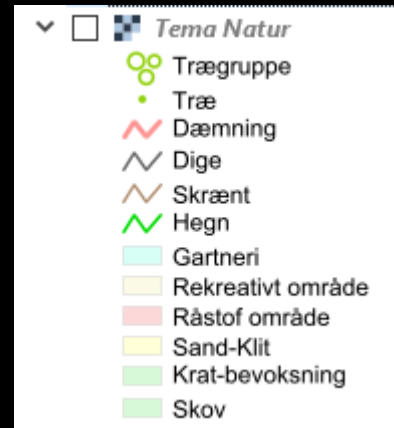 Tema Natur
Trægruppe
Træ
Dæmning
Dige
Skrænt
Hegn
Gartneri
Rekreativt område
Råstof område
Sand-Klit
Krat-bevoksning
Skov